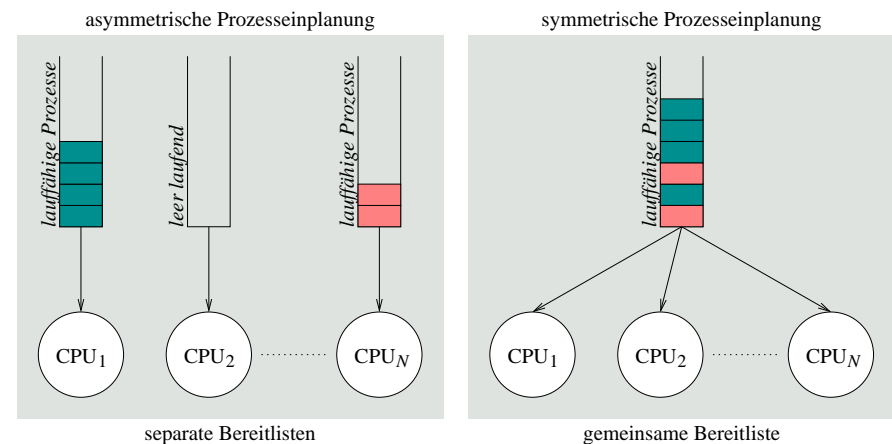 asymmetrische Prozesseinplanung
lauffähige Prozesse
leer laufend
lauffähige Prozesse
CPU1
CPU2
CPUN
separate Bereitlisten
symmetrische Prozesseinplanung
lauffähige Prozesse
CPU1
CPU2
CPUN
gemeinsame Bereitliste